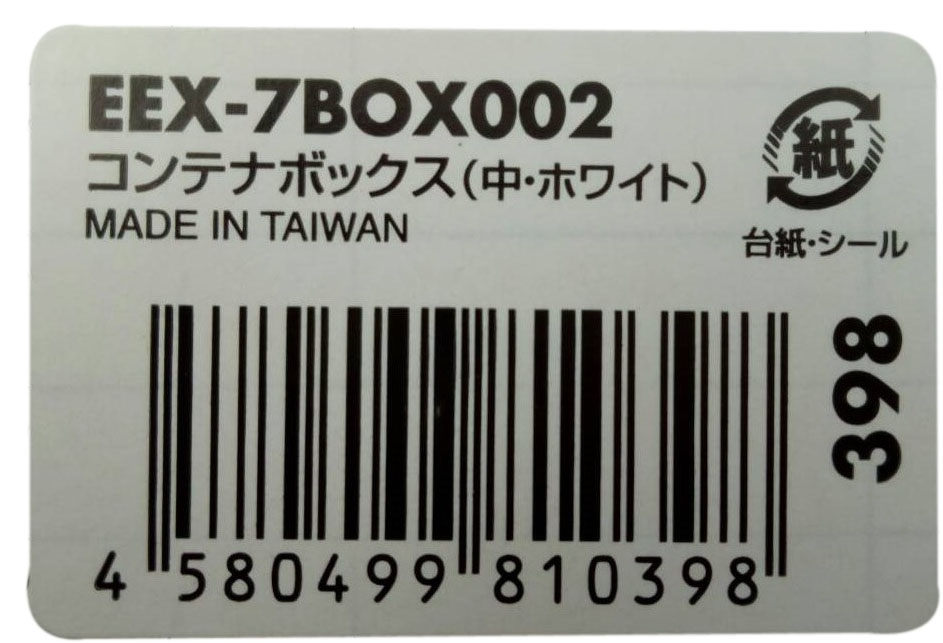 EEX-7BOX002
コンテナボックス(中・ホワイト)
MADE IN TAIWAN
紙
台紙・シール
398
4 580499 810398